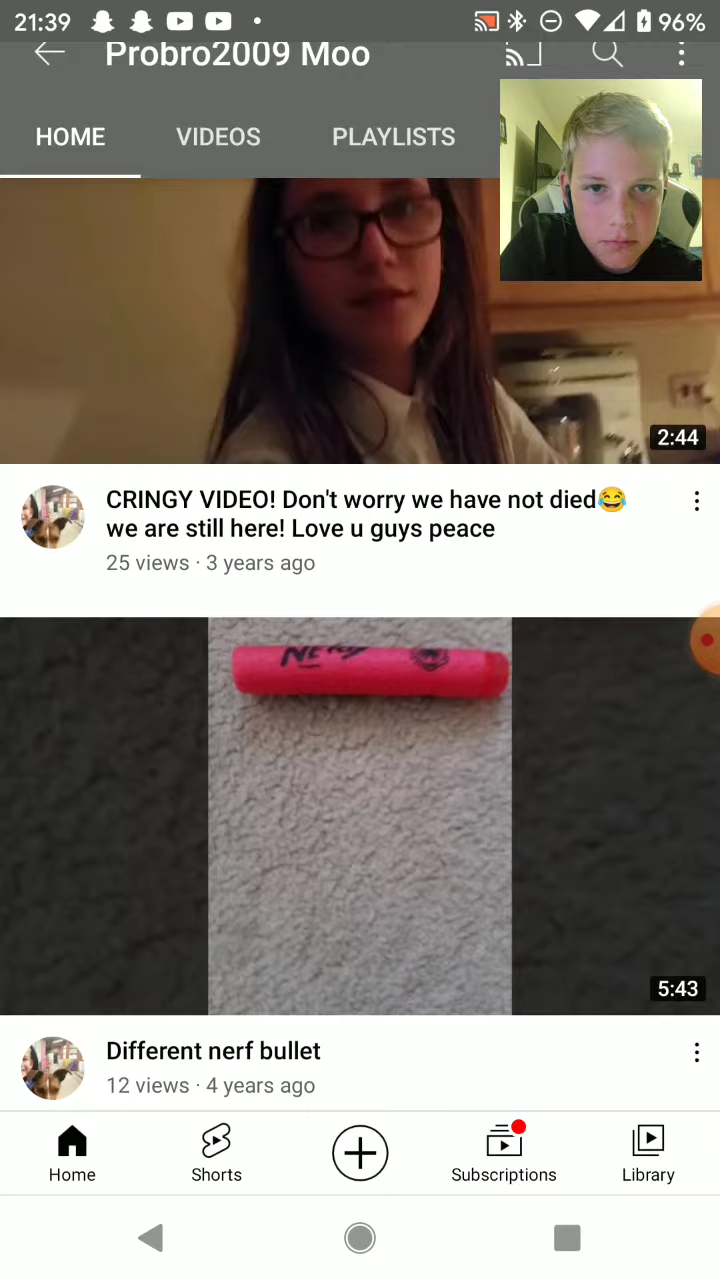 21:39
96%
Probro2009 Moo
HOME VIDEOS PLAYLISTS
2:44
CRINGY VIDEO! Don't worry we have not died😂
we are still here! Love u guys peace
25 views · 3 years ago
5:43
Different nerf bullet
12 views · 4 years ago
Home Shorts Subscriptions Library